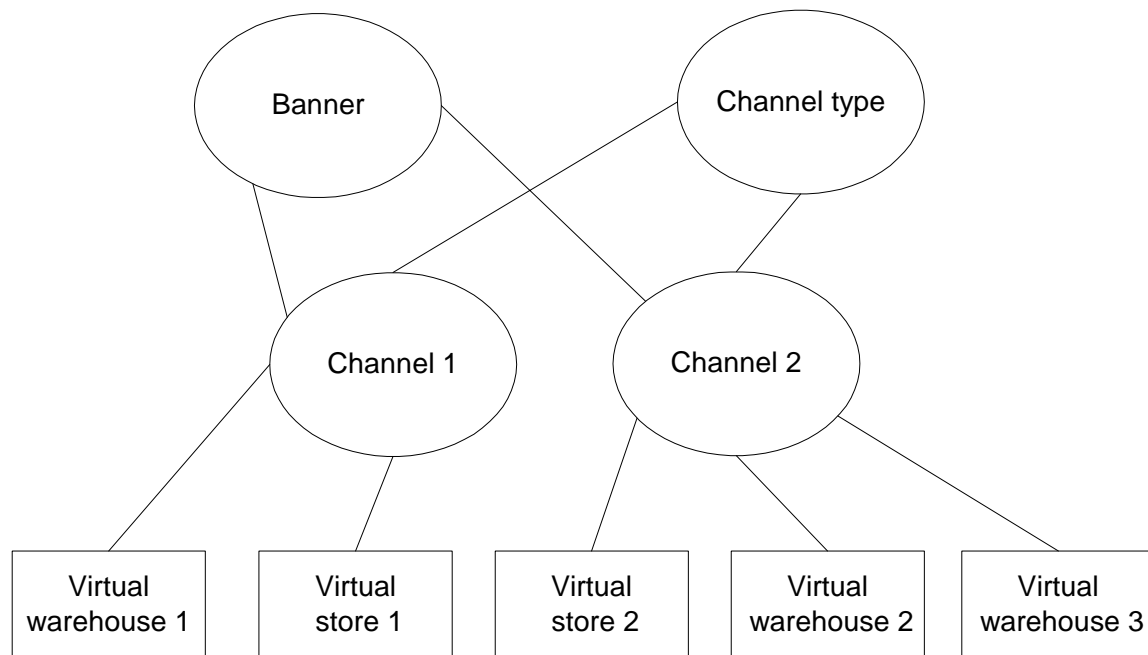 Banner
Channel type
Channel 1
Channel 2
Virtual
warehouse 1
Virtual
store 1
Virtual
store 2
Virtual
warehouse 2
Virtual
warehouse 3